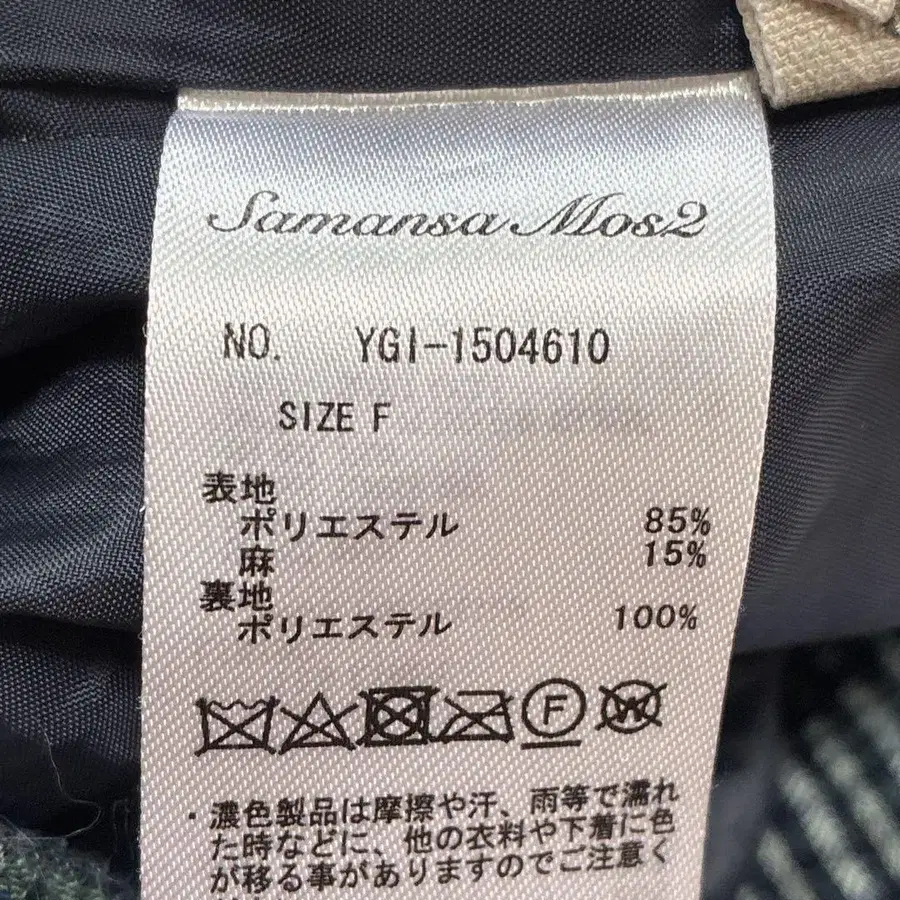 Samansa Mos2
NO. YGI-1504610
SIZE F
表地
ポリエステル 85%
麻 15%
裏地
ポリエステル 100%
F W
・濃色製品は摩擦や汗、雨等で濡れ
た時などに、他の衣料や下着に色
が移る事がありますのでご注意く